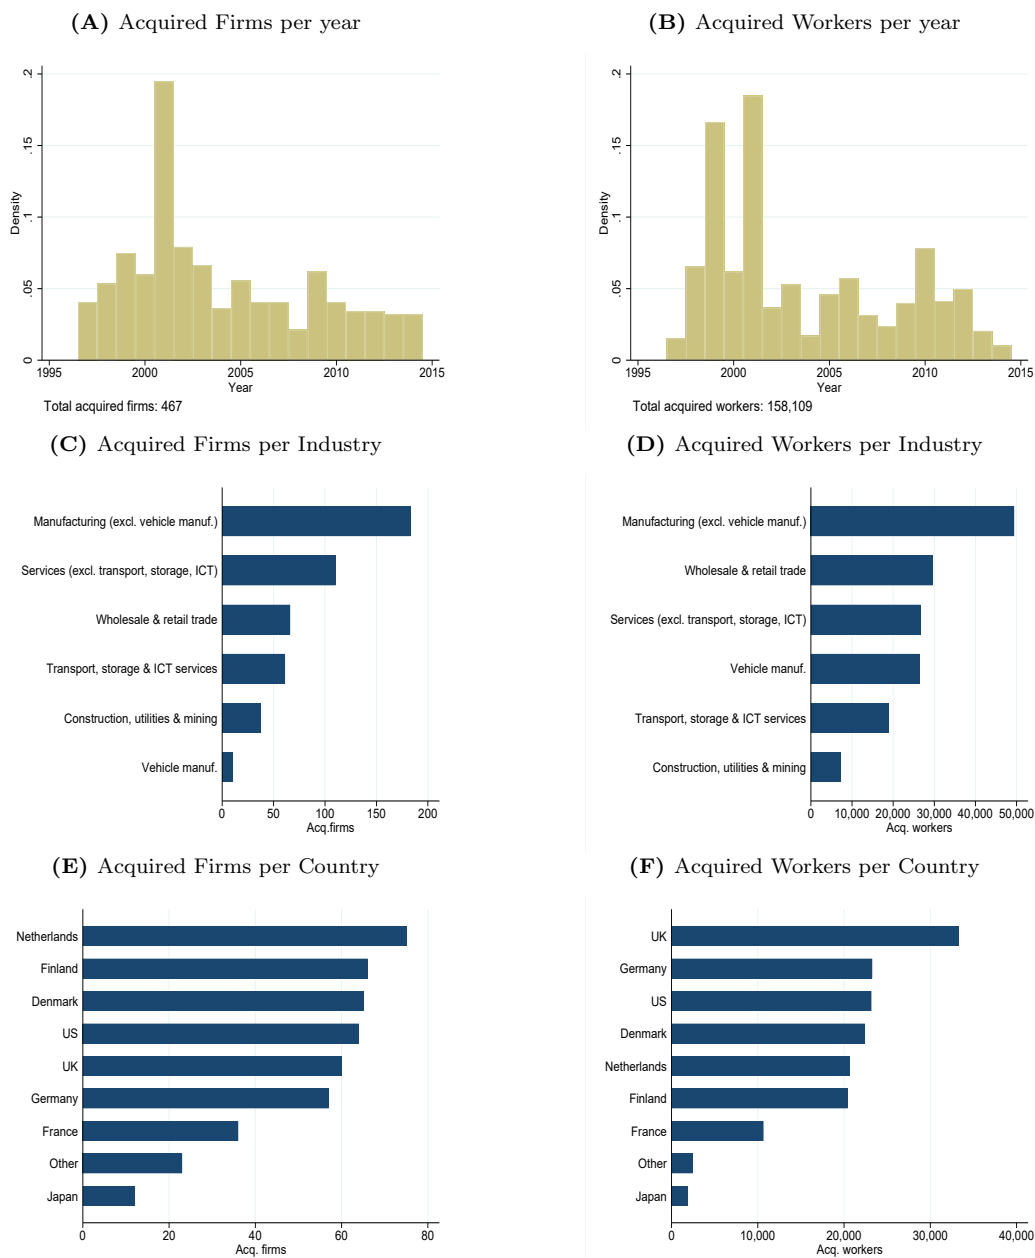 (A) Acquired Firms per year
.2
.15
.1
.05
0
Density
1995 2000 2005 2010 2015
Year
Total acquired firms: 467
(B) Acquired Workers per year
.2
.15
.1
.05
0
Density
1995 2000 2005 2010 2015
Year
Total acquired workers: 158,109
(C) Acquired Firms per Industry
Manufacturing (excl. vehicle manuf.)
Services (excl. transport, storage, ICT)
Wholesale & retail trade
Transport, storage & ICT services
Construction, utilities & mining
Vehicle manuf.
0 50 100 150 200
Acq.firms
(D) Acquired Workers per Industry
Manufacturing (excl. vehicle manuf.)
Wholesale & retail trade
Services (excl. transport, storage, ICT)
Vehicle manuf.
Transport, storage & ICT services
Construction, utilities & mining
0 10,000 20,000 30,000 40,000 50,000
Acq. workers
(E) Acquired Firms per Country
Netherlands
Finland
Denmark
US
UK
Germany
France
Other
Japan
0 20 40 60 80
Acq. firms
(F) Acquired Workers per Country
UK
Germany
US
Denmark
Netherlands
Finland
France
Other
Japan
0 10,000 20,000 30,000 40,000
Acq. workers